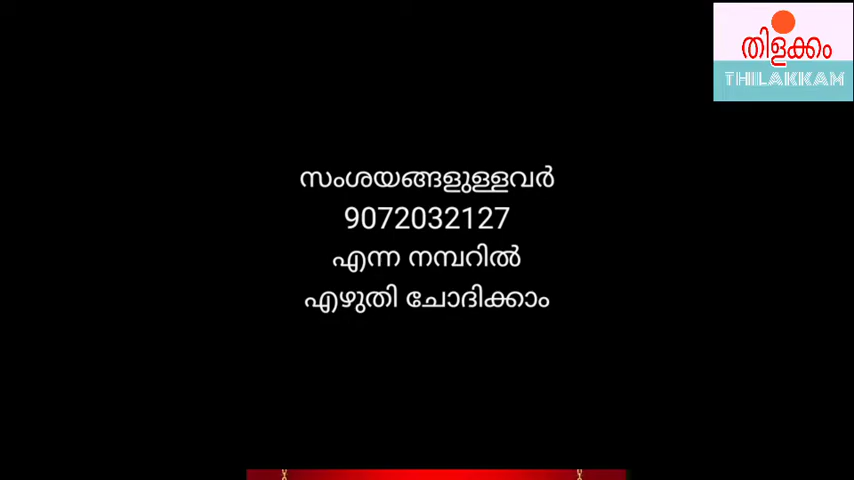 തിളക്കം
THILAKKAM
സംശയങ്ങളുള്ളവർ
9072032127
എന്ന നമ്പറിൽ
എഴുതി ചോദിക്കാം